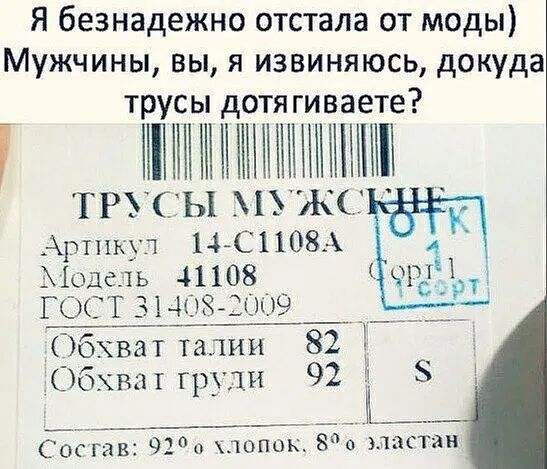 Я безнадежно отстала от моды)
Мужчины, вы, я извиняюсь, докуда
трусы дотягиваете?
ТРУСЫ МУЖСКИЕ
Артикул 14-С1108А
Модель 41108
Сорт 1
ГОСТ 31408-2009
ОТК
1
1 сорт
Обхват талии 82
Обхват груди 92
S
Состав: 92% хлопок, 8% эластан